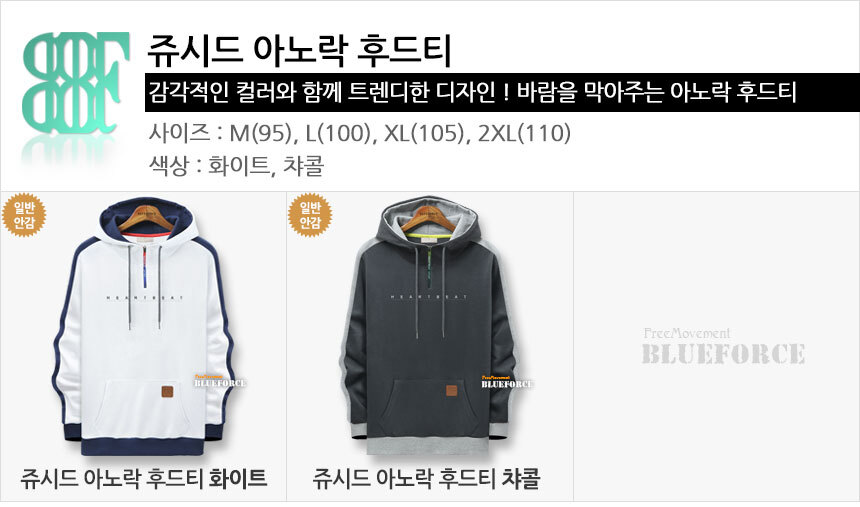 BF
쥬시드 아노락 후드티
감각적인 컬러와 함께 트렌디한 디자인 ! 바람을 막아주는 아노락 후드티
사이즈 : M(95), L(100), XL(105), 2XL(110)
색상 : 화이트, 챠콜
일반
안감
HEARTBEAT
FreeMovement
BLUEFORCE
쥬시드 아노락 후드티 화이트
일반
안감
HEARTBEAT
FreeMovement
BLUEFORCE
쥬시드 아노락 후드티 챠콜
FreeMovement
BLUEFORCE